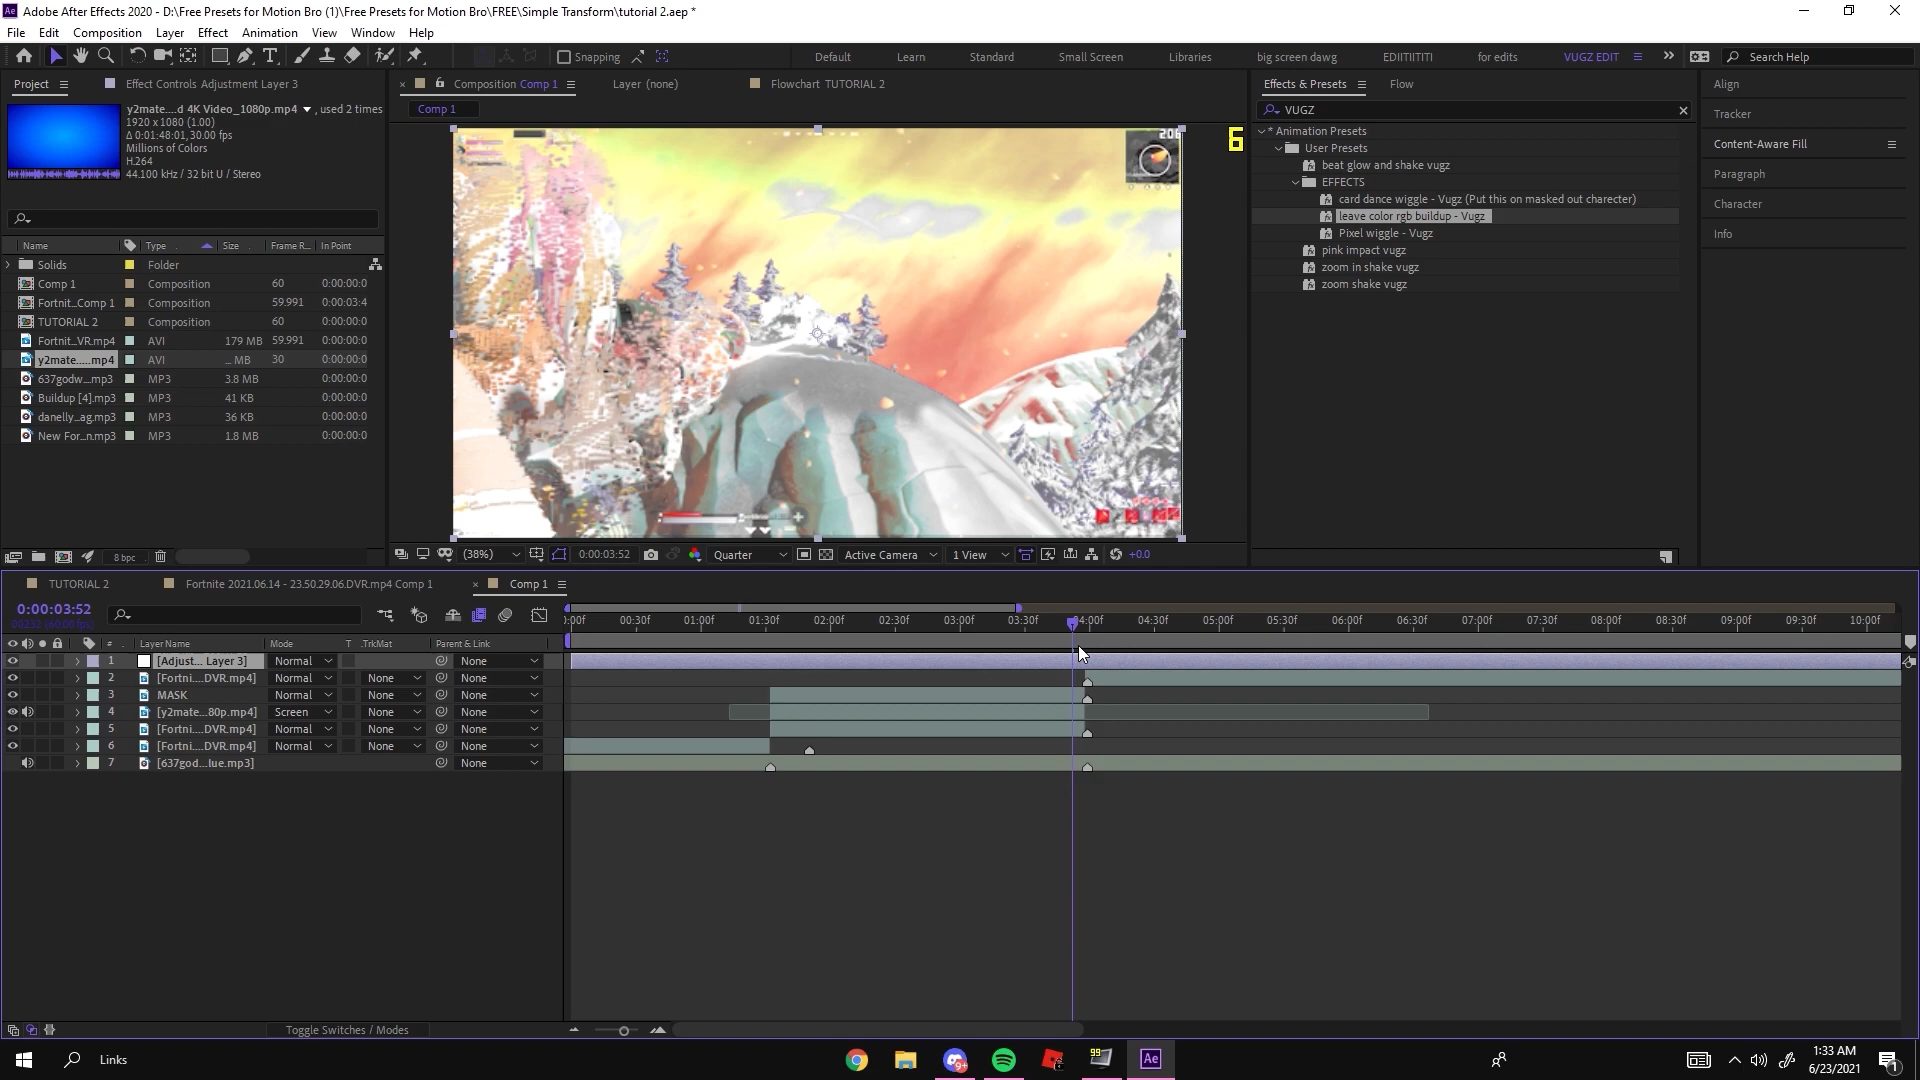 Ae Adobe After Effects 2020 - D:\Free Presets for Motion Bro (1)\Free Presets for Motion Bro\FREE\Simple Transform\tutorial 2.aep *
File Edit Composition Layer Effect Animation View Window Help
Snapping Default Learn Standard Small Screen Libraries big screen dawg EDIITIITITI for edits VUGZ EDIT Search Help
Project Effect Controls Adjustment Layer 3
y2mate....d 4K Video_1080p.mp4 , used 2 times
1920 x 1080 (1.00)
Δ 0:01:48:01, 30.00 fps
Millions of Colors
H.264
44.100 kHz / 32 bit U / Stereo
Name Type Size Frame R... In Point
Solids Folder
Comp 1 Composition 60 0:00:00:0
Fortnit...Comp 1 Composition 59.991 0:00:03:4
TUTORIAL 2 Composition 60 0:00:00:0
Fortnit...VR.mp4 AVI 179 MB 59.991 0:00:00:0
y2mate.....mp4 AVI ... MB 30 0:00:00:0
637godw...mp3 MP3 3.8 MB 0:00:00:0
Buildup [4].mp3 MP3 41 KB 0:00:00:0
danelly...ag.mp3 MP3 36 KB 0:00:00:0
New For...n.mp3 MP3 1.8 MB 0:00:00:0
8 bpc
Composition Comp 1 Layer (none) Flowchart TUTORIAL 2
Comp 1
206
6
(38%) 0:00:03:52 Quarter Active Camera 1 View +0.0
Effects & Presets Flow
VUGZ
* Animation Presets
User Presets
beat glow and shake vugz
EFFECTS
card dance wiggle - Vugz (Put this on masked out charecter)
leave color rgb buildup - Vugz
Pixel wiggle - Vugz
pink impact vugz
zoom in shake vugz
zoom shake vugz
Align
Tracker
Content-Aware Fill
Paragraph
Character
Info
TUTORIAL 2 Fortnite 2021.06.14 - 23.50.29.06.DVR.mp4 Comp 1 Comp 1
0:00:03:52
:00f 00:30f 01:00f 01:30f 02:00f 02:30f 03:00f 03:30f 04:00f 04:30f 05:00f 05:30f 06:00f 06:30f 07:00f 07:30f 08:00f 08:30f 09:00f 09:30f 10:00f
# Layer Name Mode T .TrkMat Parent & Link
1 [Adjust... Layer 3] Normal None
2 [Fortni....DVR.mp4] Normal None None
3 MASK Normal None None
4 [y2mate...80p.mp4] Screen None None
5 [Fortni....DVR.mp4] Normal None None
6 [Fortni....DVR.mp4] Normal None None
7 [637god...lue.mp3] None
Toggle Switches / Modes
Links
9+
99
Ae
1:33 AM
6/23/2021
1